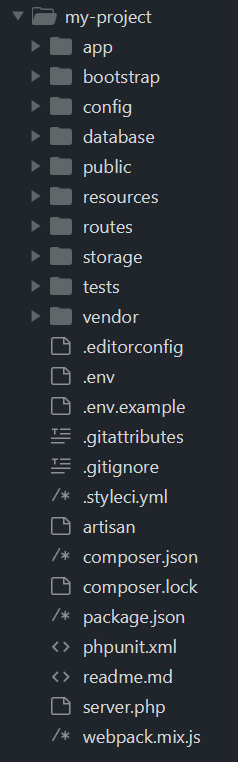 my-project
app
bootstrap
config
database
public
resources
routes
storage
tests
vendor
.editorconfig
.env
.env.example
.gitattributes
.gitignore
.styleci.yml
artisan
composer.json
composer.lock
package.json
phpunit.xml
readme.md
server.php
webpack.mix.js